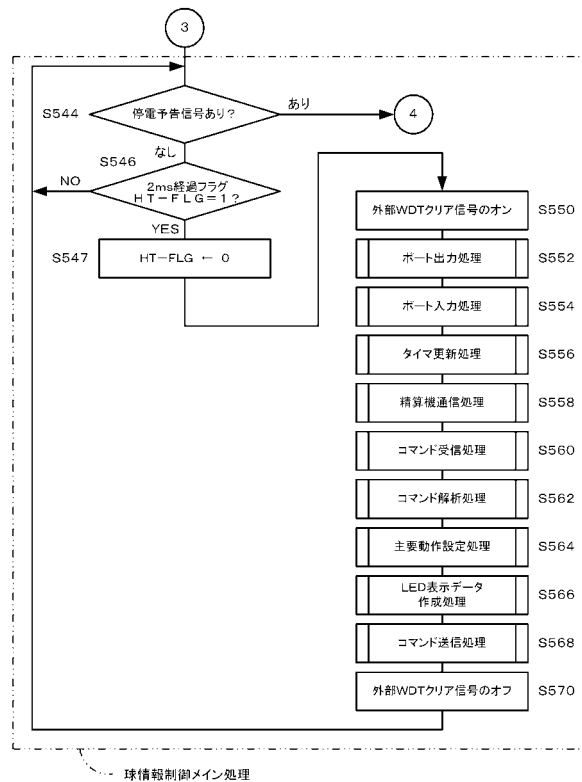 3
S544
停電予告信号あり？
あり
4
なし
S546
NO
2ms経過フラグ
HT－FLG＝1？
YES
S547
HT－FLG ← 0
外部WDTクリア信号のオン
S550
ポート出力処理
S552
ポート入力処理
S554
タイマ更新処理
S556
精算機通信処理
S558
コマンド受信処理
S560
コマンド解析処理
S562
主要動作設定処理
S564
LED表示データ
作成処理
S566
コマンド送信処理
S568
外部WDTクリア信号のオフ
S570
球情報制御メイン処理